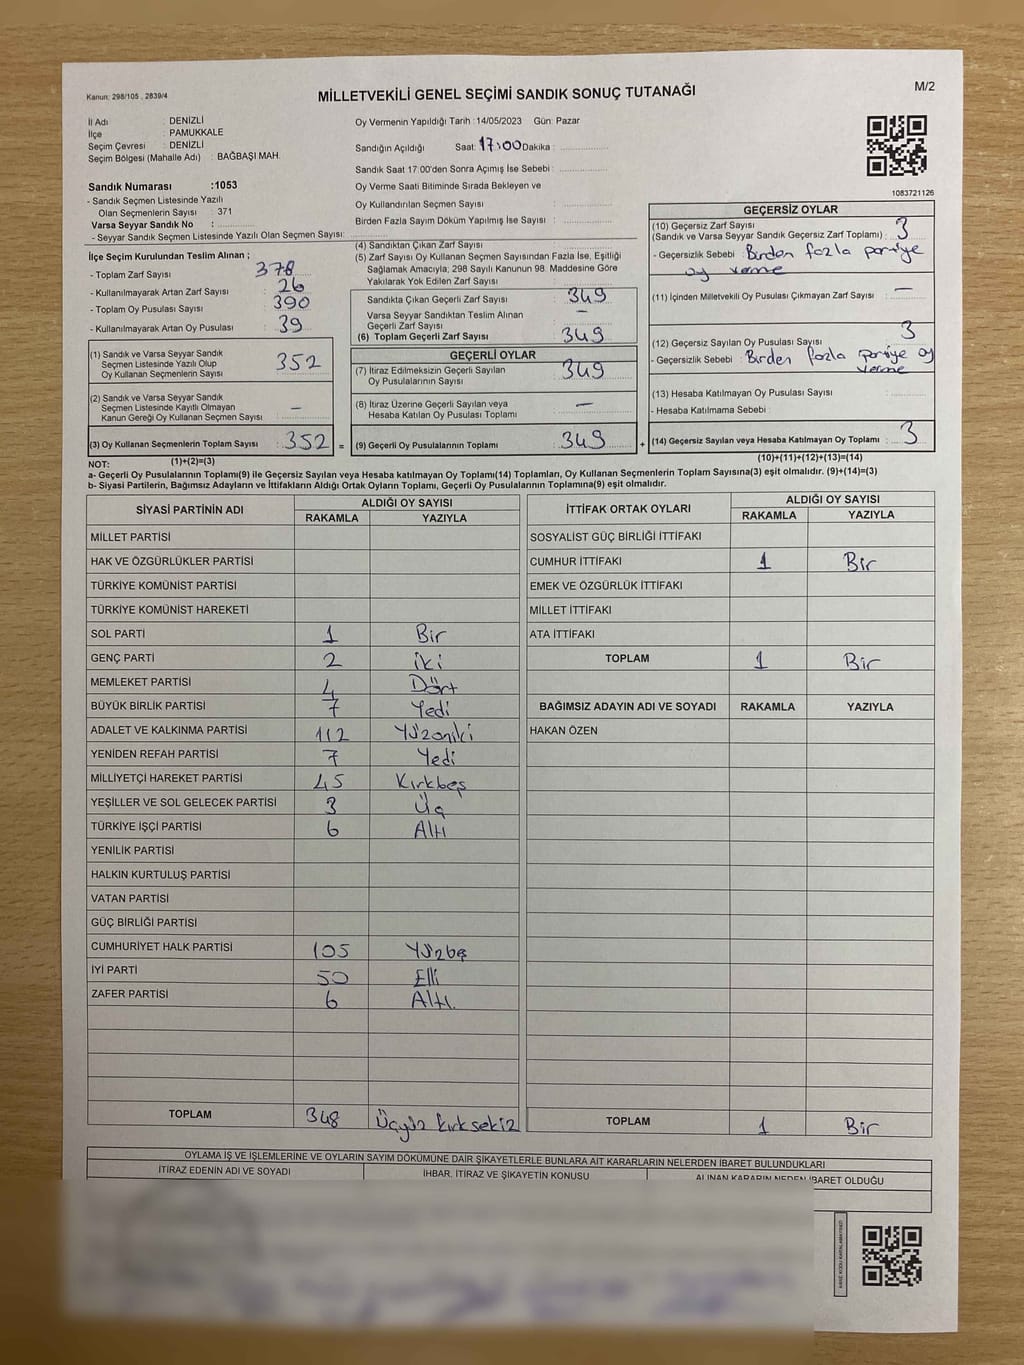 Kanun: 298/105 , 2839/4
MİLLETVEKİLİ GENEL SEÇİMİ SANDIK SONUÇ TUTANAĞI
M/2
İl Adı : DENİZLİ
İlçe : PAMUKKALE
Seçim Çevresi : DENİZLİ
Seçim Bölgesi (Mahalle Adı) : BAĞBAŞI MAH.
Sandık Numarası :1053
- Sandık Seçmen Listesinde Yazılı
Olan Seçmenlerin Sayısı : 371
Varsa Seyyar Sandık No :
- Seyyar Sandık Seçmen Listesinde Yazılı Olan Seçmen Sayısı:
Oy Vermenin Yapıldığı Tarih : 14/05/2023 Gün: Pazar
Sandığın Açıldığı Saat: 17:00 Dakika :
Sandık Saat 17:00'den Sonra Açımış İse Sebebi :
Oy Verme Saati Bitiminde Sırada Bekleyen ve
Oy Kullandırılan Seçmen Sayısı :
Birden Fazla Sayım Döküm Yapılmış İse Sayısı :
1083721126
İlçe Seçim Kurulundan Teslim Alınan ;
- Toplam Zarf Sayısı : 378
- Kullanılmayarak Artan Zarf Sayısı : 26
- Toplam Oy Pusulası Sayısı : 390
- Kullanılmayarak Artan Oy Pusulası : 39
(1) Sandık ve Varsa Seyyar Sandık
Seçmen Listesinde Yazılı Olup
Oy Kullanan Seçmenlerin Sayısı : 352
(2) Sandık ve Varsa Seyyar Sandık
Seçmen Listesinde Kayıtlı Olmayan
Kanun Gereği Oy Kullanan Seçmen Sayısı : –
(3) Oy Kullanan Seçmenlerin Toplam Sayısı : 352 =
(1)+(2)=(3)
(4) Sandıktan Çıkan Zarf Sayısı :
(5) Zarf Sayısı Oy Kullanan Seçmen Sayısından Fazla İse, Eşitliği
Sağlamak Amacıyla; 298 Sayılı Kanunun 98. Maddesine Göre
Yakılarak Yok Edilen Zarf Sayısı :
Sandıkta Çıkan Geçerli Zarf Sayısı : 349
Varsa Seyyar Sandıktan Teslim Alınan
Geçerli Zarf Sayısı : –
(6) Toplam Geçerli Zarf Sayısı : 349
GEÇERLİ OYLAR
(7) İtiraz Edilmeksizin Geçerli Sayılan
Oy Pusulalarının Sayısı : 349
(8) İtiraz Üzerine Geçerli Sayılan veya
Hesaba Katılan Oy Pusulası Toplamı : –
(9) Geçerli Oy Pusulalarının Toplamı : 349 +
GEÇERSİZ OYLAR
(10) Geçersiz Zarf Sayısı
(Sandık ve Varsa Seyyar Sandık Geçersiz Zarf Toplamı) : 3
- Geçersizlik Sebebi : Birden fazla partiye
oy verme
(11) İçinden Milletvekili Oy Pusulası Çıkmayan Zarf Sayısı : –
(12) Geçersiz Sayılan Oy Pusulası Sayısı : 3
- Geçersizlik Sebebi : Birden fazla partiye oy
verme
(13) Hesaba Katılmayan Oy Pusulası Sayısı :
- Hesaba Katılmama Sebebi :
(14) Geçersiz Sayılan veya Hesaba Katılmayan Oy Toplamı : 3
(10)+(11)+(12)+(13)=(14)
NOT:
a- Geçerli Oy Pusulalarının Toplamı(9) ile Geçersiz Sayılan veya Hesaba katılmayan Oy Toplamı(14) Toplamları, Oy Kullanan Seçmenlerin Toplam Sayısına(3) eşit olmalıdır. (9)+(14)=(3)
b- Siyasi Partilerin, Bağımsız Adayların ve İttifakların Aldığı Ortak Oyların Toplamı, Geçerli Oy Pusulalarının Toplamına(9) eşit olmalıdır.
SİYASİ PARTİNİN ADI ALDIĞI OY SAYISI
RAKAMLA YAZIYLA
MİLLET PARTİSİ
HAK VE ÖZGÜRLÜKLER PARTİSİ
TÜRKİYE KOMÜNİST PARTİSİ
TÜRKİYE KOMÜNİST HAREKETİ
SOL PARTİ 1 Bir
GENÇ PARTİ 2 iki
MEMLEKET PARTİSİ 4 Dört
BÜYÜK BİRLİK PARTİSİ 7 Yedi
ADALET VE KALKINMA PARTİSİ 112 Yüzoniki
YENİDEN REFAH PARTİSİ 7 Yedi
MİLLİYETÇİ HAREKET PARTİSİ 45 Kırkbeş
YEŞİLLER VE SOL GELECEK PARTİSİ 3 Üç
TÜRKİYE İŞÇİ PARTİSİ 6 Altı
YENİLİK PARTİSİ
HALKIN KURTULUŞ PARTİSİ
VATAN PARTİSİ
GÜÇ BİRLİĞİ PARTİSİ
CUMHURİYET HALK PARTİSİ 105 Yüzbeş
İYİ PARTİ 50 Elli
ZAFER PARTİSİ 6 Altı.
TOPLAM 348 Üçyüz kırksekiz
İTTİFAK ORTAK OYLARI ALDIĞI OY SAYISI
RAKAMLA YAZIYLA
SOSYALİST GÜÇ BİRLİĞİ İTTİFAKI
CUMHUR İTTİFAKI 1 Bir
EMEK VE ÖZGÜRLÜK İTTİFAKI
MİLLET İTTİFAKI
ATA İTTİFAKI
TOPLAM 1 Bir
BAĞIMSIZ ADAYIN ADI VE SOYADI RAKAMLA YAZIYLA
HAKAN ÖZEN
TOPLAM 1 Bir
OYLAMA İŞ VE İŞLEMLERİNE VE OYLARIN SAYIM DÖKÜMÜNE DAİR ŞİKAYETLERLE BUNLARA AİT KARARLARIN NELERDEN İBARET BULUNDUKLARI
İTİRAZ EDENİN ADI VE SOYADI İHBAR, İTİRAZ VE ŞİKAYETİN KONUSU ALINAN KARARIN NEDEN İBARET OLDUĞU